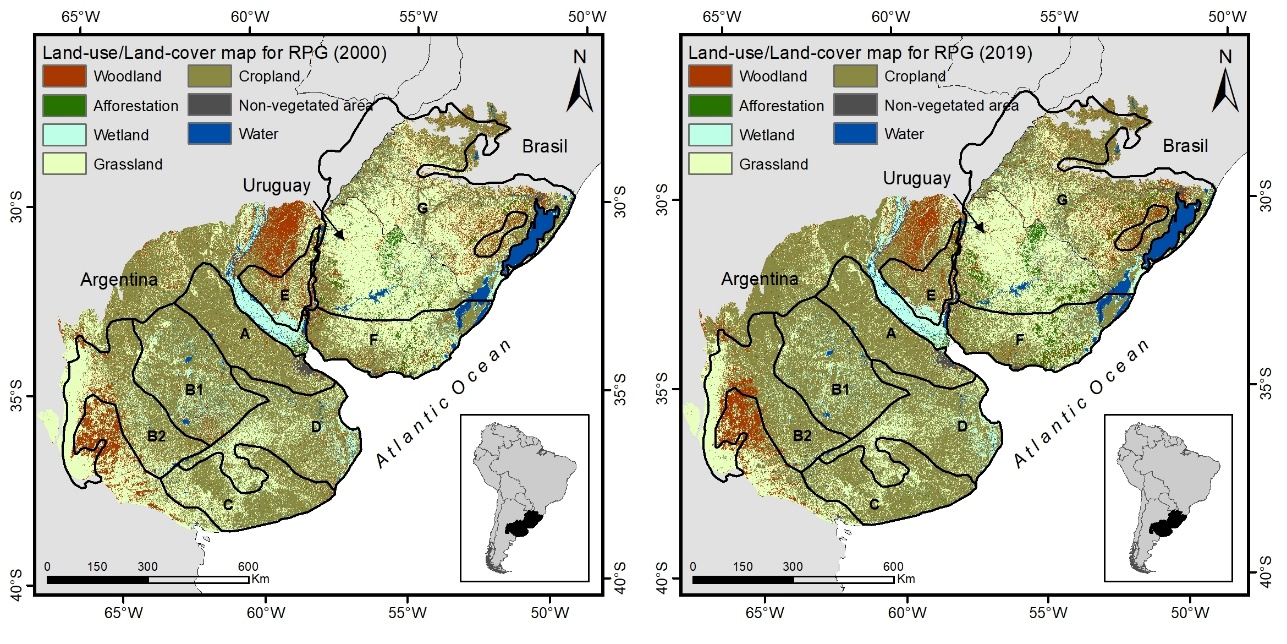 65°W 60°W 55°W 50°W
Land-use/Land-cover map for RPG (2000)
Woodland Cropland
Afforestation Non-vegetated area
Wetland Water
Grassland
N
Brasil
Uruguay
Argentina
30°S
35°S
40°S
30°S
35°S
40°S
G
E
A
F
B1
B2
D
C
Atlantic Ocean
0 150 300 600
Km
65°W 60°W 55°W 50°W
65°W 60°W 55°W 50°W
Land-use/Land-cover map for RPG (2019)
Woodland Cropland
Afforestation Non-vegetated area
Wetland Water
Grassland
N
Brasil
Uruguay
Argentina
30°S
35°S
40°S
30°S
35°S
40°S
G
E
A
F
B1
B2
D
C
Atlantic Ocean
0 150 300 600
Km
65°W 60°W 55°W 50°W